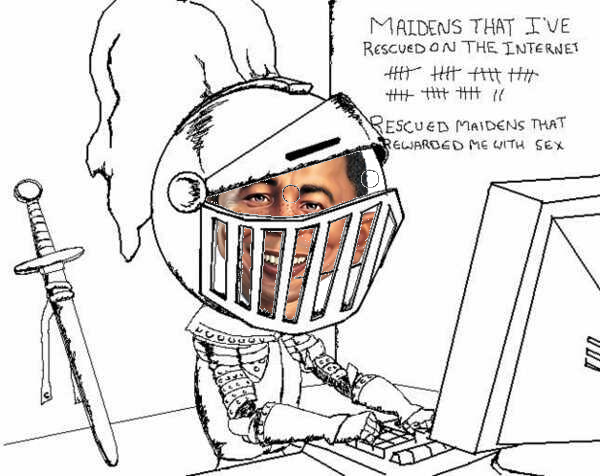 MAIDENS THAT I'VE
RESCUED ON THE INTERNET
RESCUED MAIDENS THAT
REWARDED ME WITH SEX